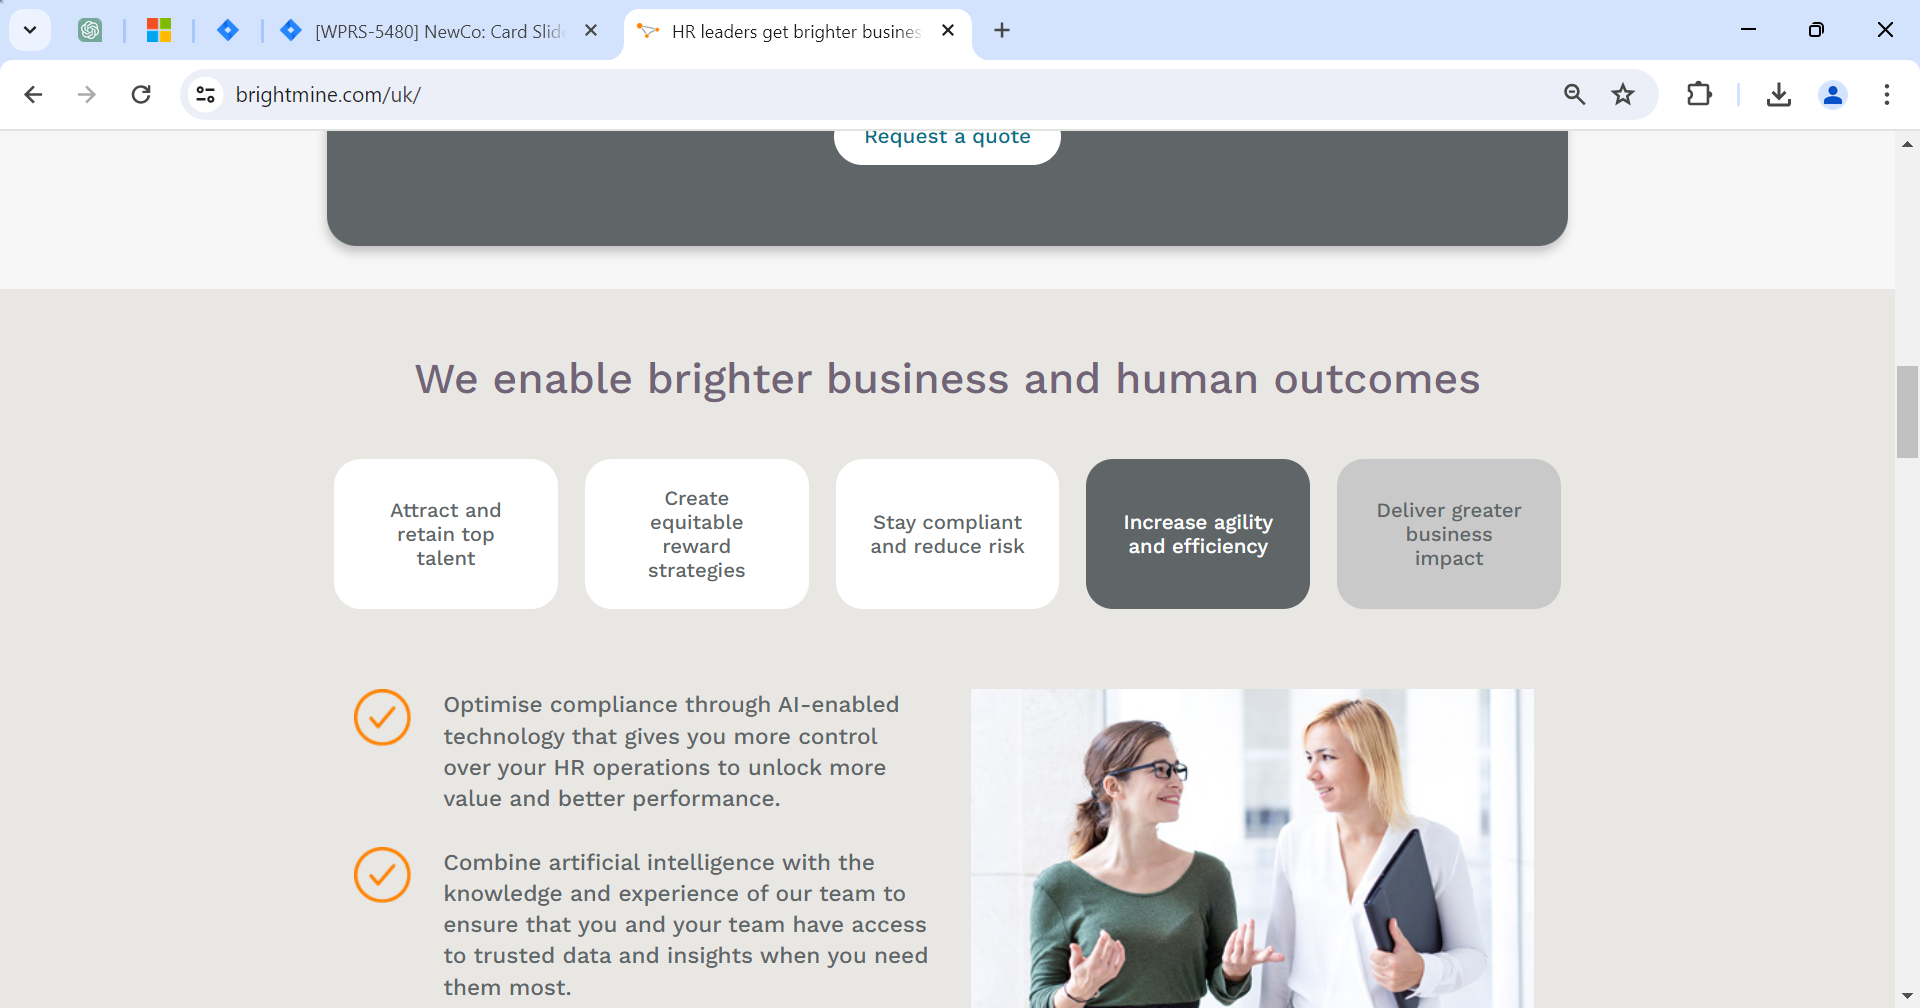 [WPRS-5480] NewCo: Card Slid
HR leaders get brighter busines
brightmine.com/uk/
Request a quote
We enable brighter business and human outcomes
Attract and
retain top
talent
Create
equitable
reward
strategies
Stay compliant
and reduce risk
Increase agility
and efficiency
Deliver greater
business
impact
Optimise compliance through AI-enabled
technology that gives you more control
over your HR operations to unlock more
value and better performance.
Combine artificial intelligence with the
knowledge and experience of our team to
ensure that you and your team have access
to trusted data and insights when you need
them most.